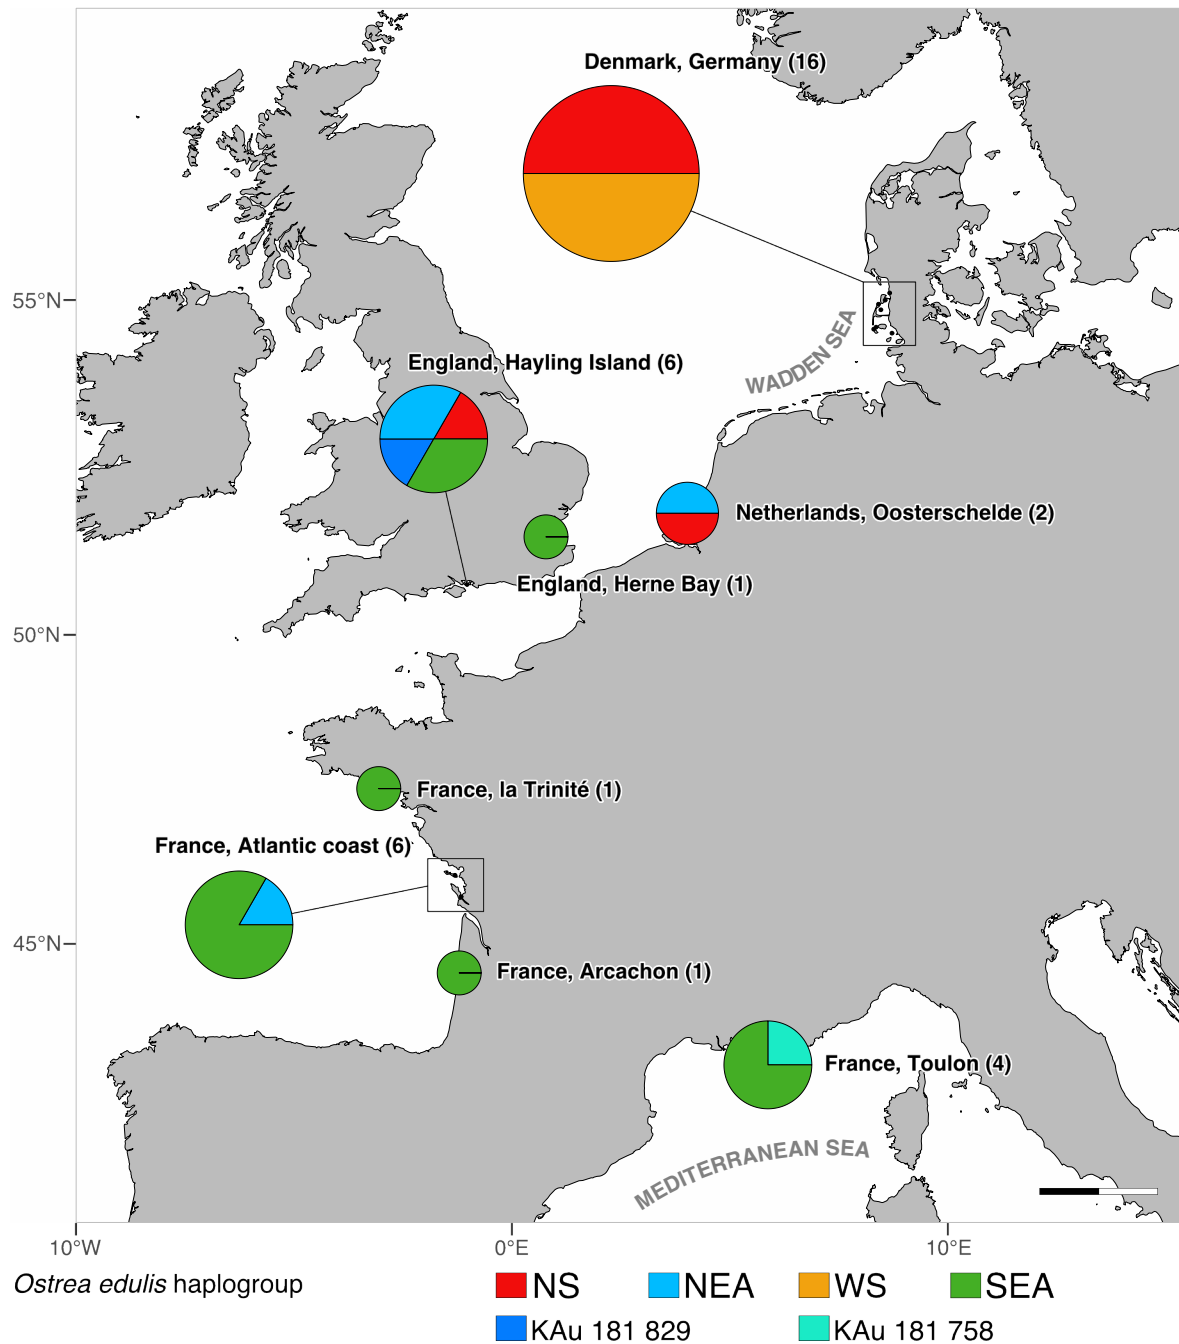 Denmark, Germany (16)
55°N
WADDEN SEA
England, Hayling Island (6)
Netherlands, Oosterschelde (2)
England, Herne Bay (1)
50°N
France, la Trinité (1)
France, Atlantic coast (6)
45°N
France, Arcachon (1)
France, Toulon (4)
MEDITERRANEAN SEA
10°W 0°E 10°E
Ostrea edulis haplogroup
NS NEA WS SEA
KAu 181 829 KAu 181 758